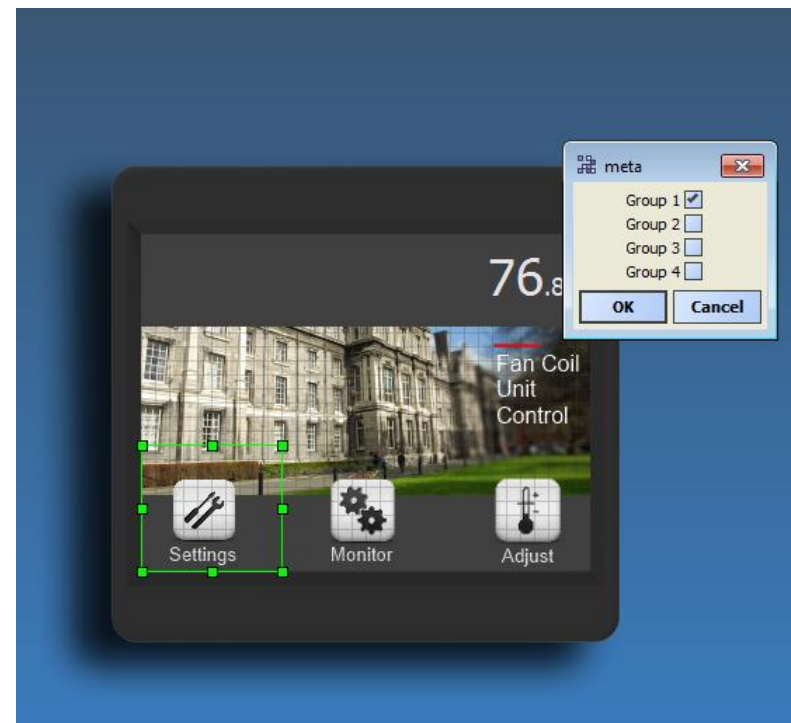 meta
Group 1
Group 2
Group 3
Group 4
OK Cancel
76.8
Fan Coil
Unit
Control
Settings Monitor Adjust